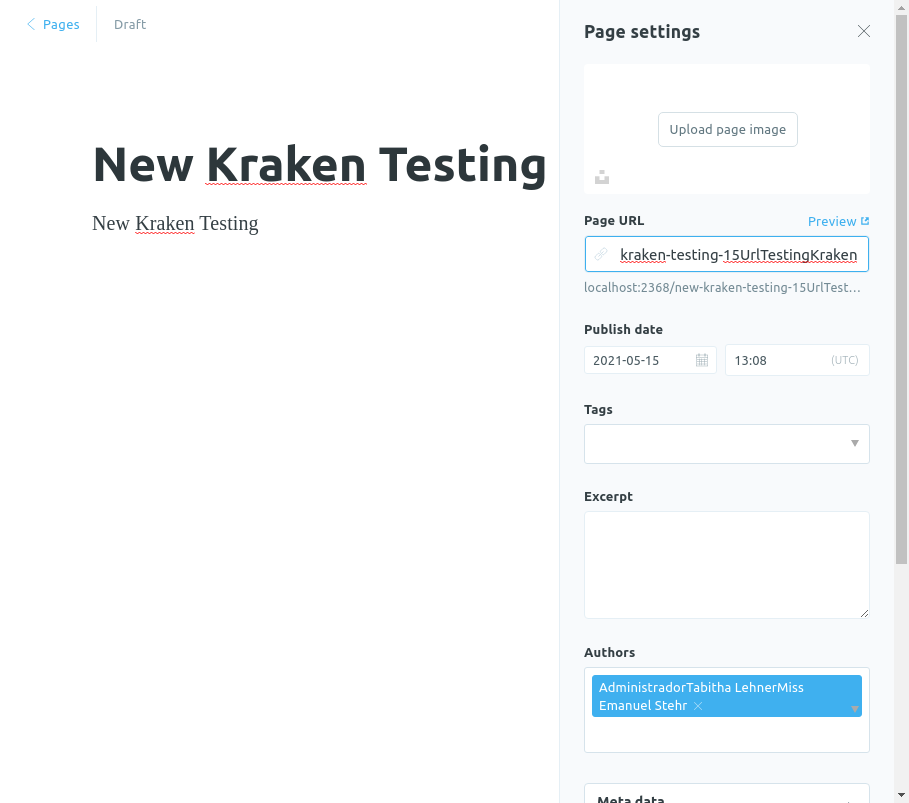 Pages
Draft
New Kraken Testing
New Kraken Testing
Page settings
Upload page image
Page URL
Preview
kraken-testing-15UrlTestingKraken
localhost:2368/new-kraken-testing-15UrlTest...
Publish date
2021-05-15
13:08 (UTC)
Tags
Excerpt
Authors
AdministradorTabitha LehnerMiss
Emanuel Stehr
Meta data